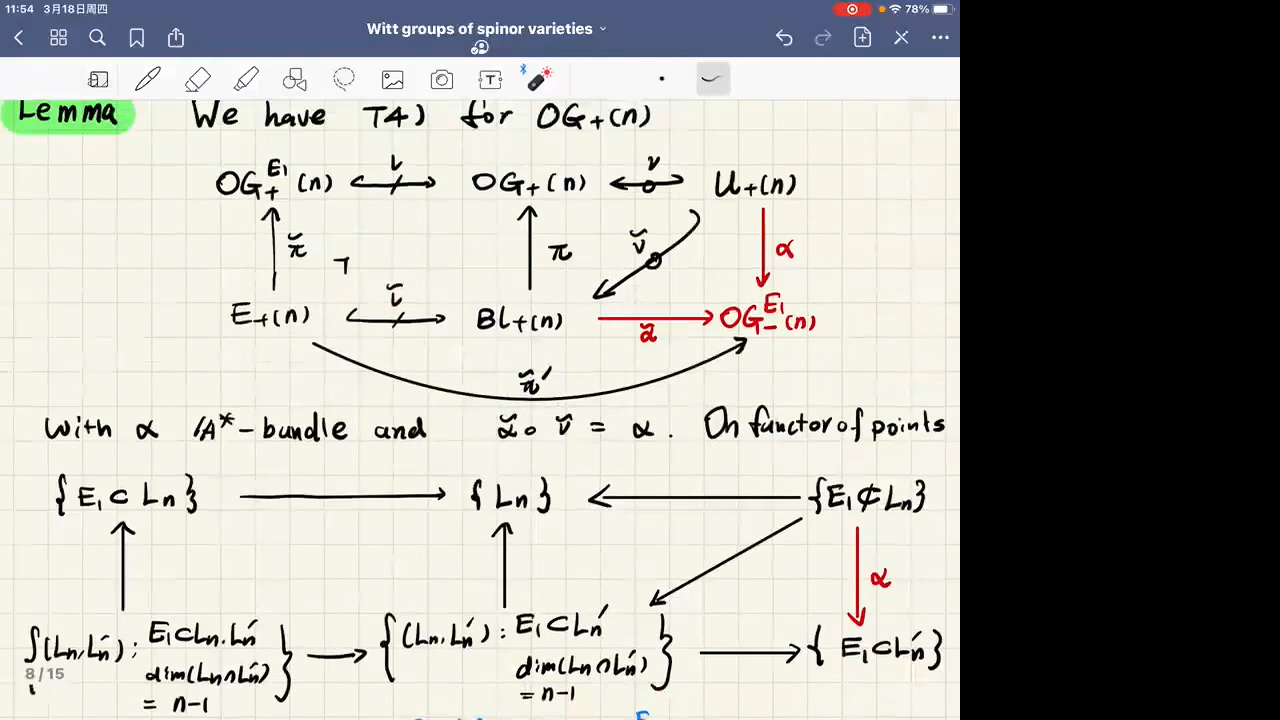 11:54 3月18日周四 78%
Witt groups of spinor varieties
T
Lemma We have T4) for OG₊(n)
OG₊^{E₁}(n) ι OG₊(n) υ U₊(n)
π̃ π υ̃ α
E₊(n) ι̃ Bl₊(n) α̃ OG₋^{E₁}(n)
π̃′
with α /A*-bundle and α̃ ∘ υ̃ = α. On functor of points
{E₁ ⊂ Ln} {Ln} {E₁ ⊄ Ln}
α
{(Ln, Ln′): E₁ ⊂ Ln, Ln′ {(Ln, Ln′): E₁ ⊂ Ln′ } { E₁ ⊂ Ln′}
dim(Ln∩Ln′) dim(Ln∩Ln′)
= n-1 } = n-1
8/15